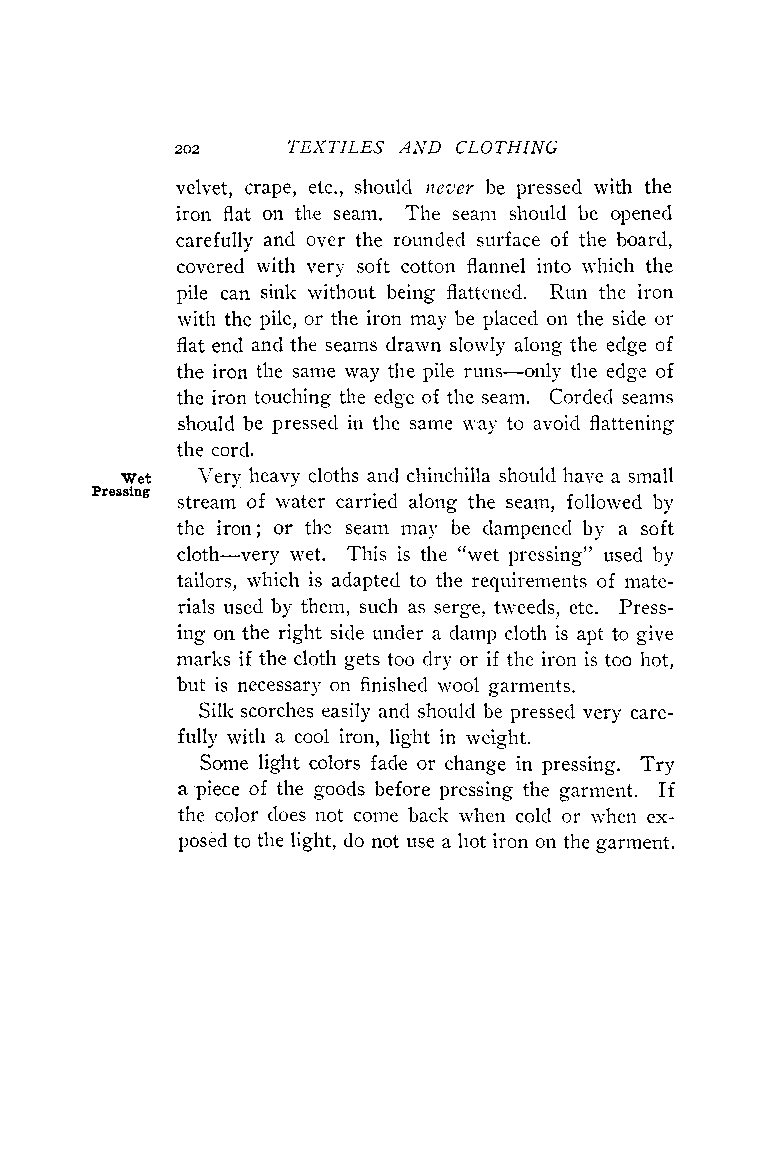 202 TEXTILES AND CLOTHING
velvet, crape, etc., should never be pressed with the
iron flat on the seam. The seam should be opened
carefully and over the rounded surface of the board,
covered with very soft cotton flannel into which the
pile can sink without being flattened. Run the iron
with the pile, or the iron may be placed on the side or
flat end and the seams drawn slowly along the edge of
the iron the same way the pile runs—only the edge of
the iron touching the edge of the seam. Corded seams
should be pressed in the same way to avoid flattening
the cord.
Wet
Pressing
Very heavy cloths and chinchilla should have a small
stream of water carried along the seam, followed by
the iron; or the seam may be dampened by a soft
cloth—very wet. This is the "wet pressing" used by
tailors, which is adapted to the requirements of mate-
rials used by them, such as serge, tweeds, etc. Press-
ing on the right side under a damp cloth is apt to give
marks if the cloth gets too dry or if the iron is too hot,
but is necessary on finished wool garments.
Silk scorches easily and should be pressed very care-
fully with a cool iron, light in weight.
Some light colors fade or change in pressing. Try
a piece of the goods before pressing the garment. If
the color does not come back when cold or when ex-
posed to the light, do not use a hot iron on the garment.